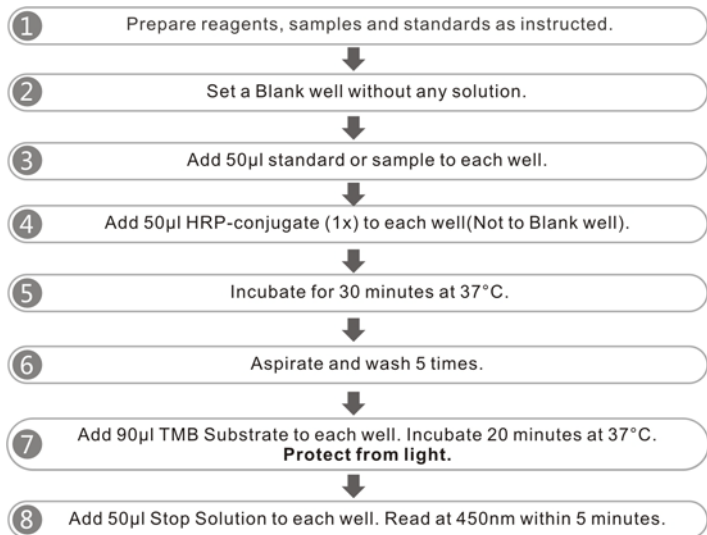 1 Prepare reagents, samples and standards as instructed.
2 Set a Blank well without any solution.
3 Add 50μl standard or sample to each well.
4 Add 50μl HRP-conjugate (1x) to each well(Not to Blank well).
5 Incubate for 30 minutes at 37°C.
6 Aspirate and wash 5 times.
7 Add 90μl TMB Substrate to each well. Incubate 20 minutes at 37°C.
Protect from light.
8 Add 50μl Stop Solution to each well. Read at 450nm within 5 minutes.